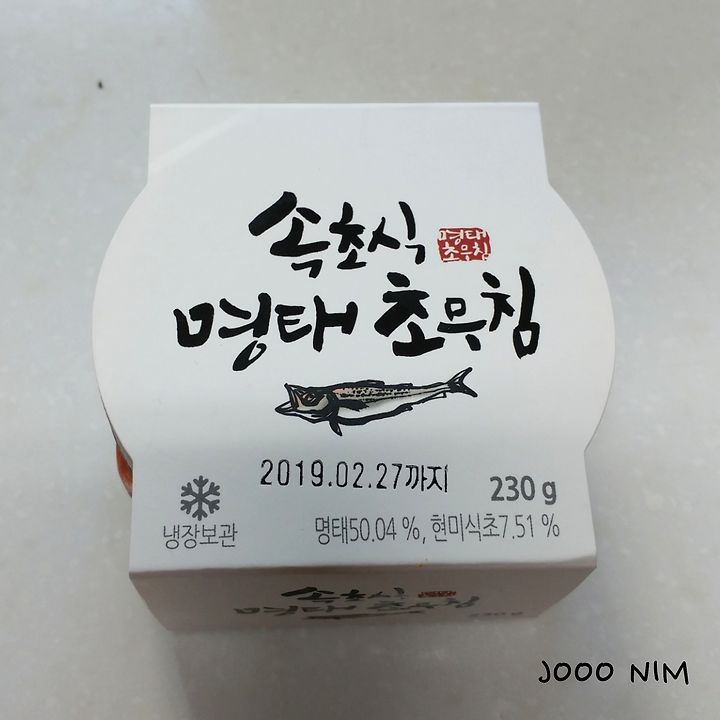 속초식
명태
초무침
명태 초무침
2019.02.27까지
230 g
냉장보관
명태50.04 %, 현미식초7.51 %
속초식
명태 초무침
230 g
JOOO NIM